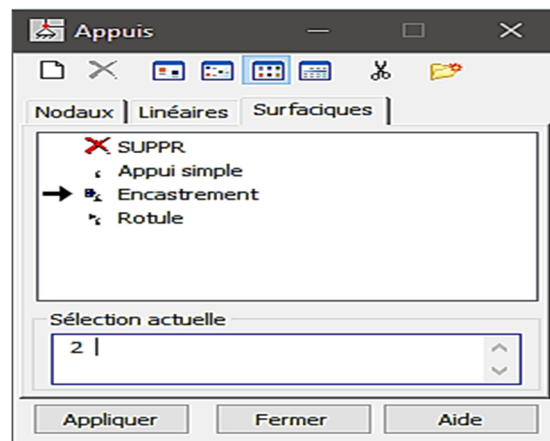 Appuis
Nodaux Linéaires Surfaciques
SUPPR
Appui simple
Encastrement
Rotule
Sélection actuelle
2
Appliquer Fermer Aide